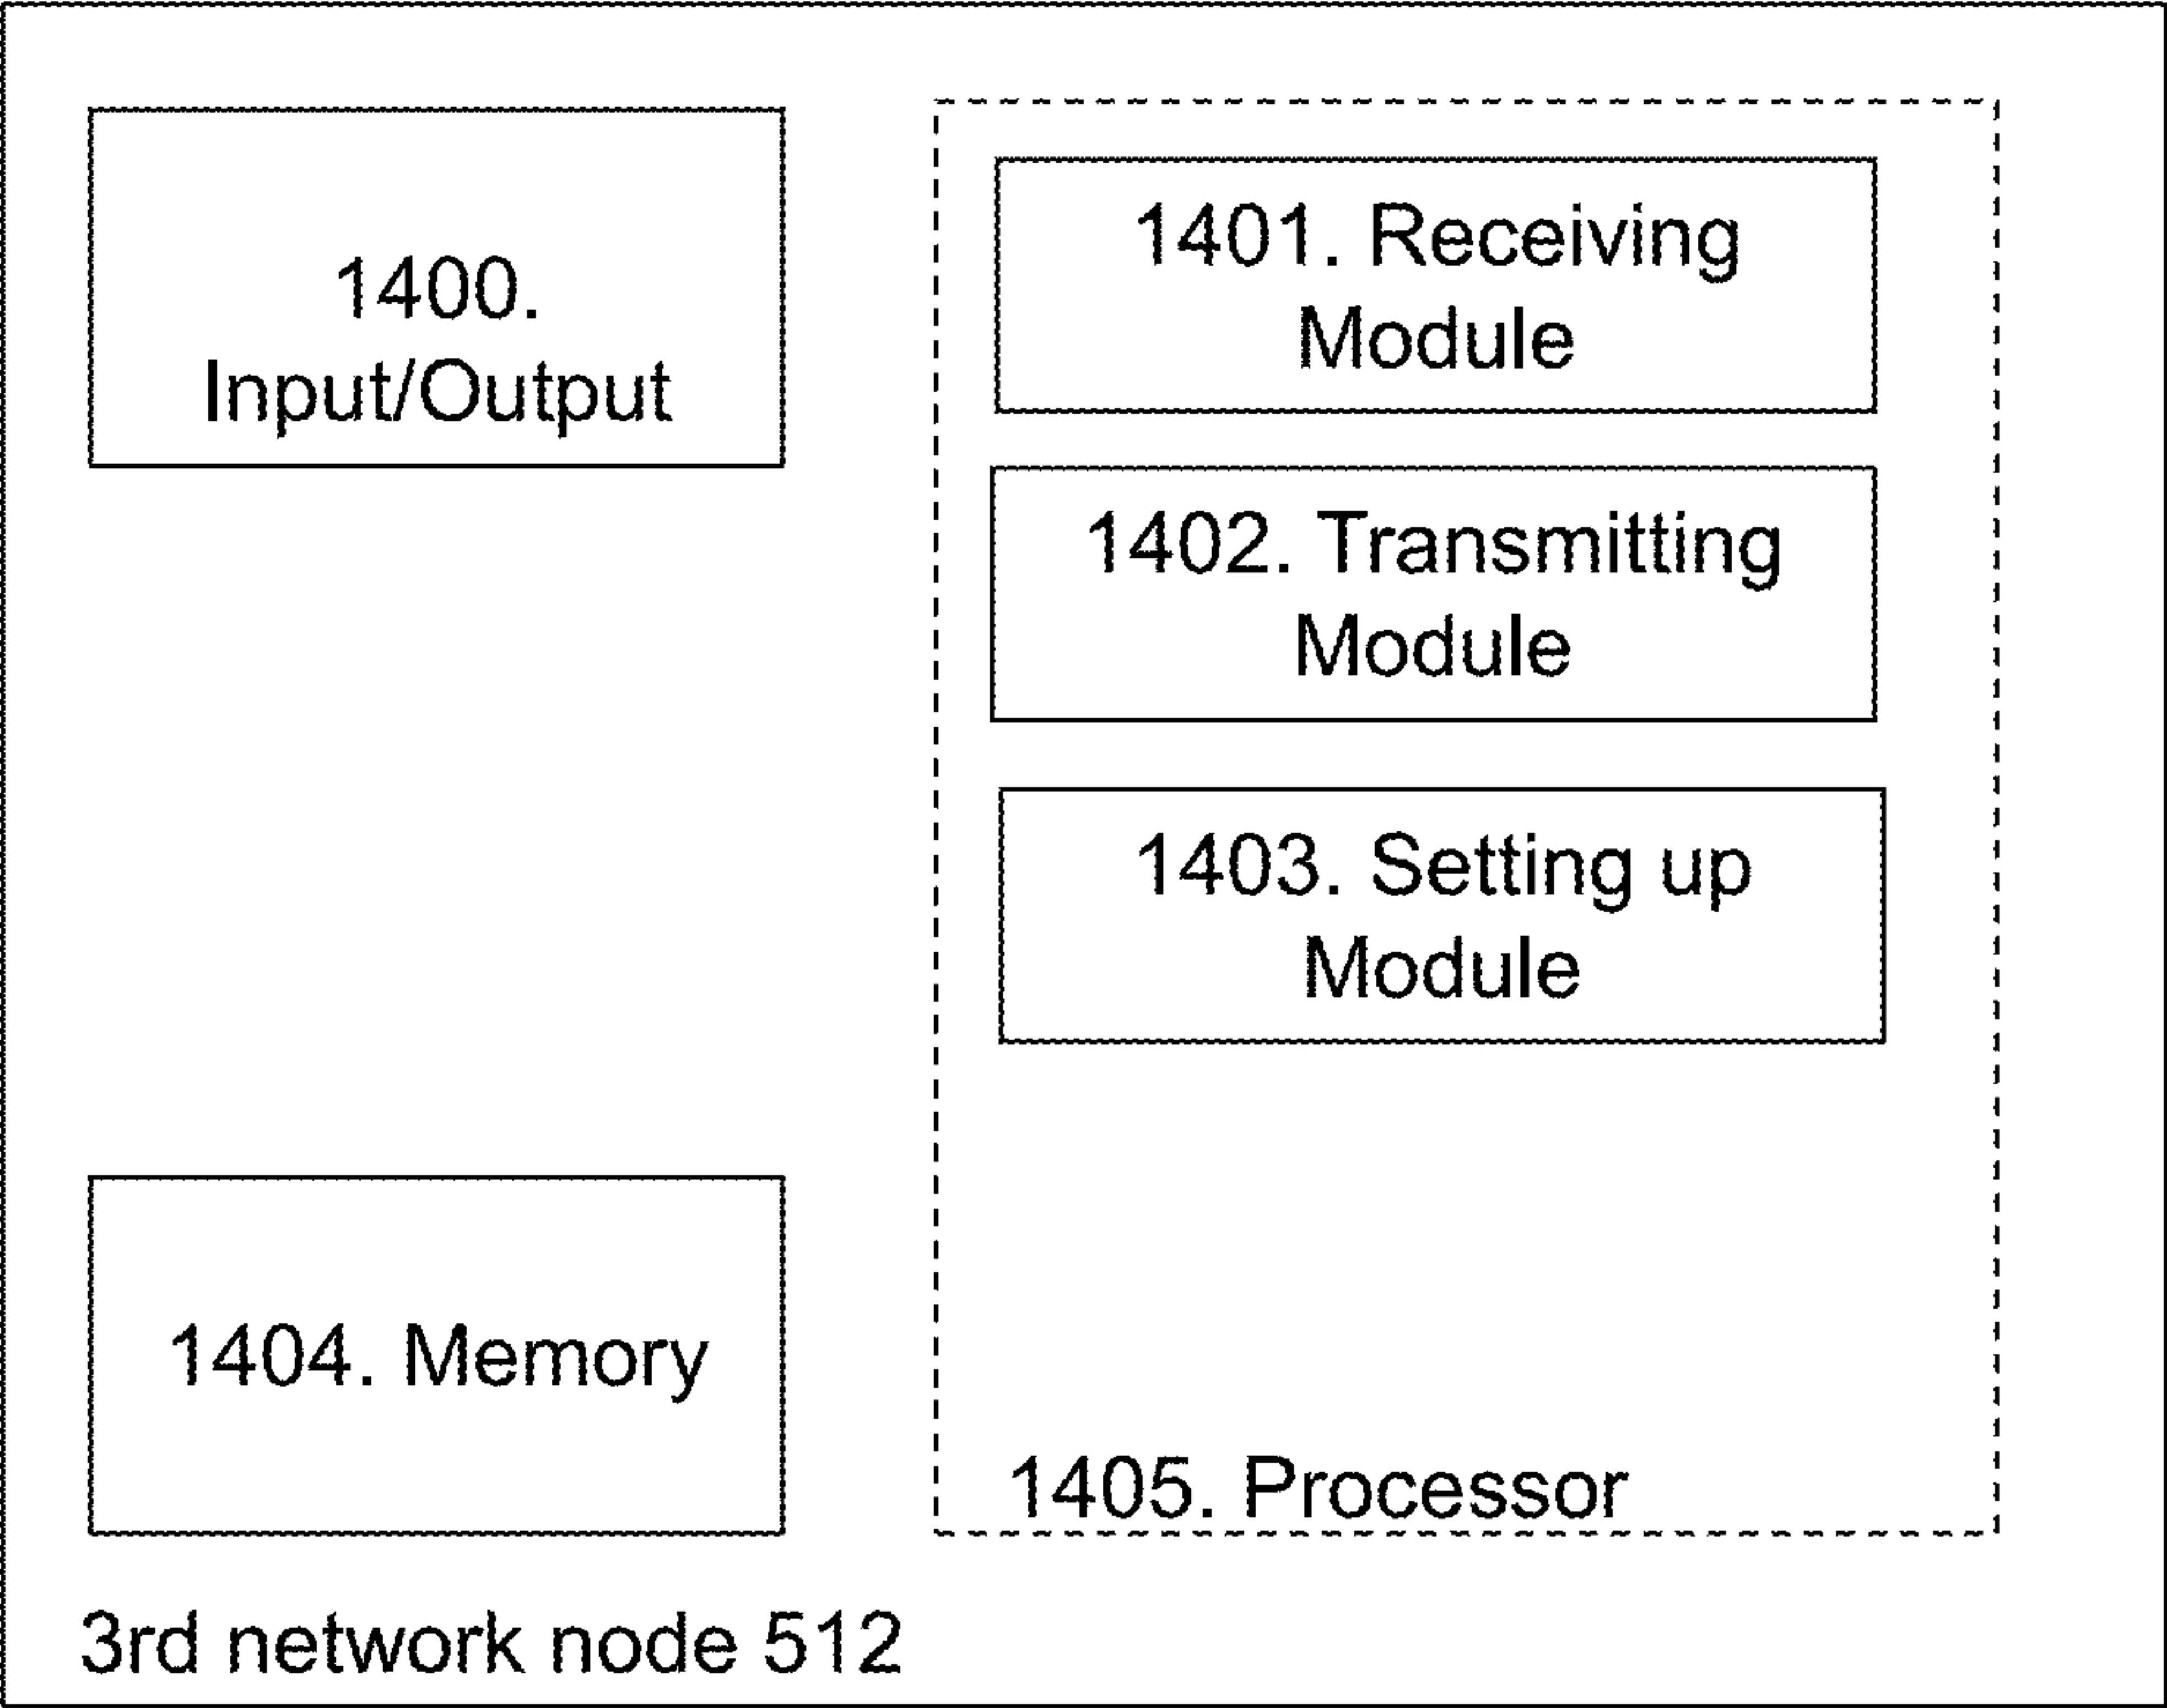 1400.
Input/Output
1401. Receiving
Module
1402. Transmitting
Module
1403. Setting up
Module
1404. Memory
1405. Processor
3rd network node 512